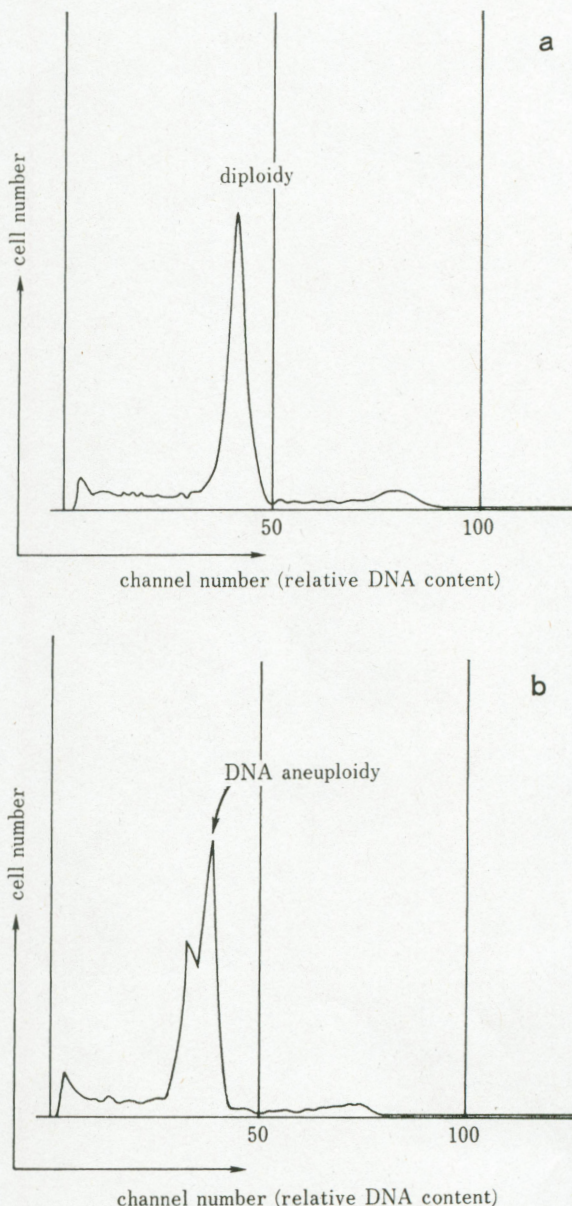 a
diploidy
cell number
50
100
channel number (relative DNA content)
b
DNA aneuploidy
cell number
50
100
channel number (relative DNA content)